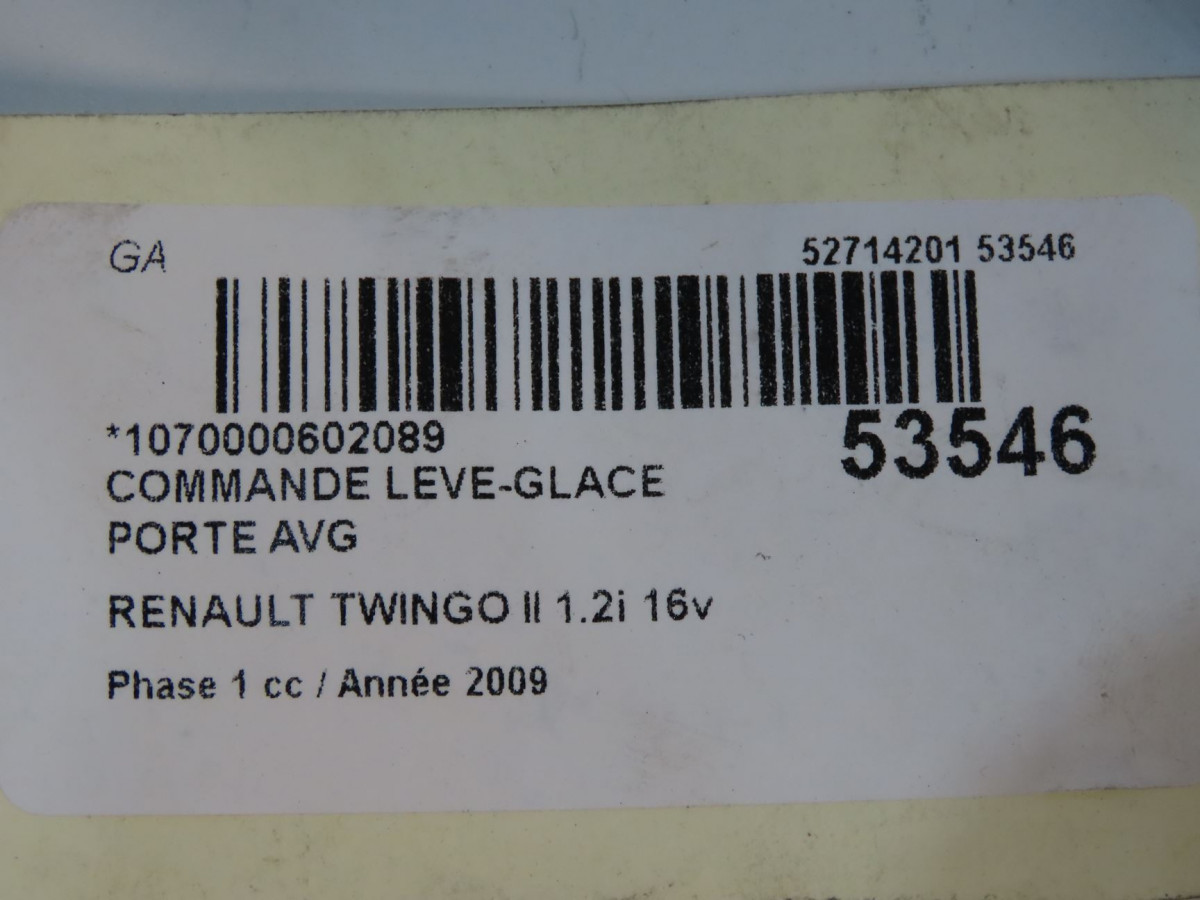 GA
52714201 53546
*1070000602089
53546
COMMANDE LEVE-GLACE
PORTE AVG
RENAULT TWINGO II 1.2i 16v
Phase 1 cc / Année 2009